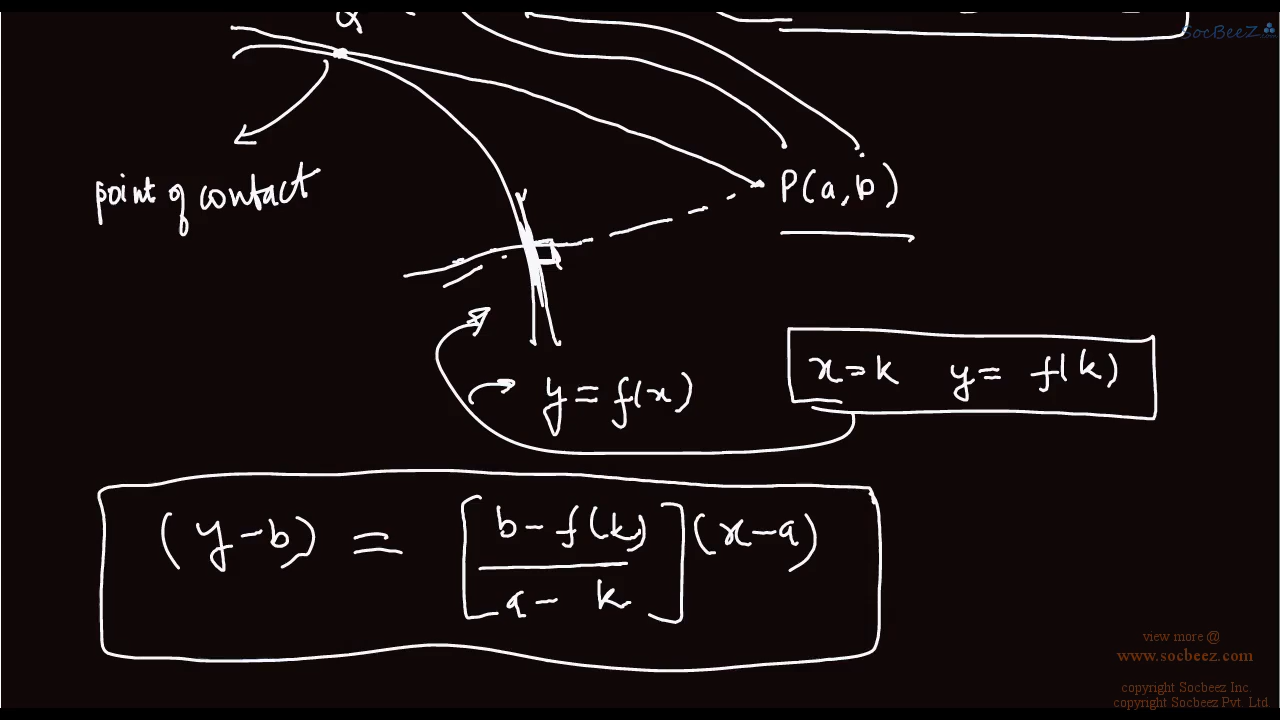 Q
SocBeeZ
point of contact
P(a,b)
x=k y= f(k)
y = f(x)
(y-b) = [b-f(k)/a-k](x-a)
view more @
www.socbeez.com
copyright Socbeez Inc.
copyright Socbeez Pvt. Ltd.